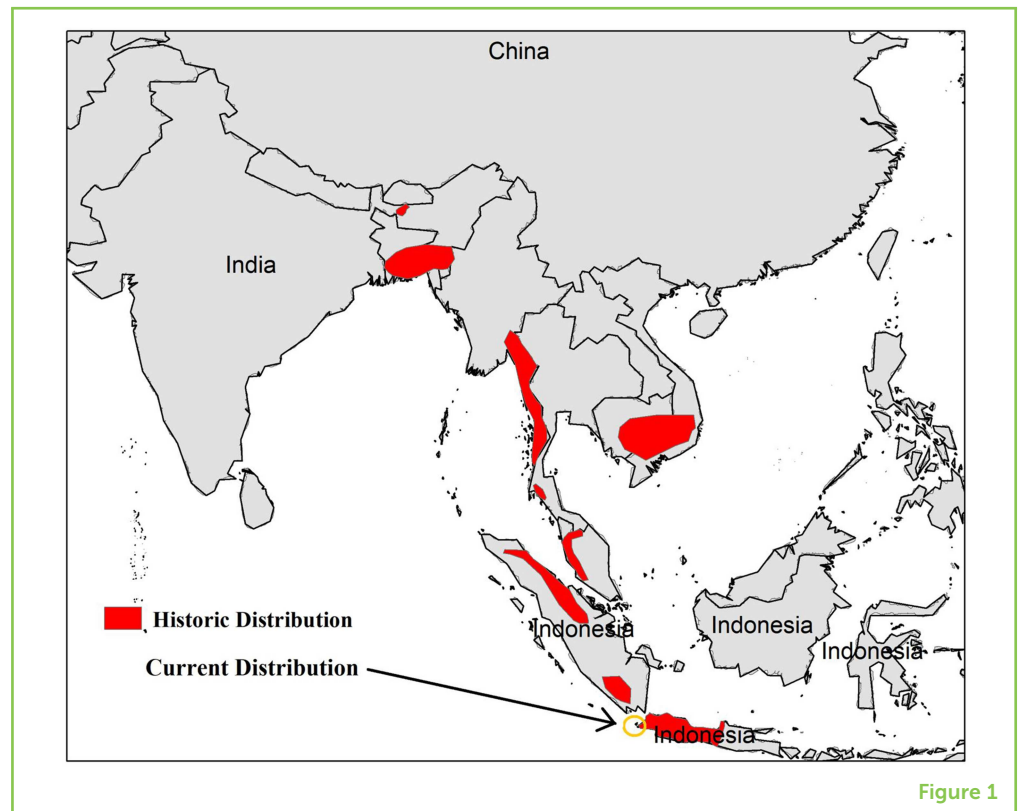 China
India
Historic Distribution
Indonesia
Indonesia
Indonesia
Current Distribution
Indonesia
Figure 1